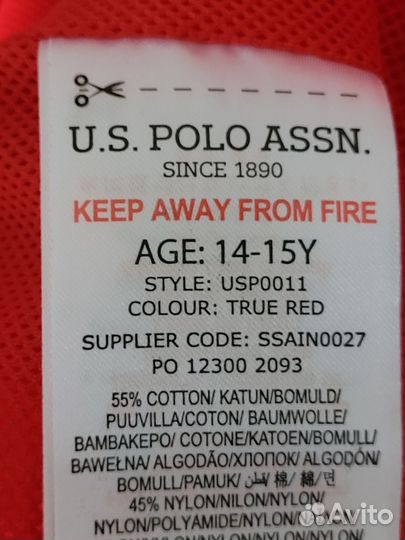 U.S. POLO ASSN.
SINCE 1890
KEEP AWAY FROM FIRE
AGE: 14-15Y
STYLE: USP0011
COLOUR: TRUE RED
SUPPLIER CODE: SSAIN0027
PO 12300 2093
55% COTTON/ KATUN/BOMULD/
PUUVILLA/COTON/ BAUMWOLLE/
BAMBAKEPO/ COTONE/KATOEN/BOMULL/
BAWEŁNA/ ALGODÃO/ХЛОПОК/ ALGODÓN/
BOMULL/PAMUK/ قطن/ 棉/ 綿/면
45% NYLON/NILON/NYLON/
NYLON/POLYAMIDE/NYLON/NYLON/
Avito